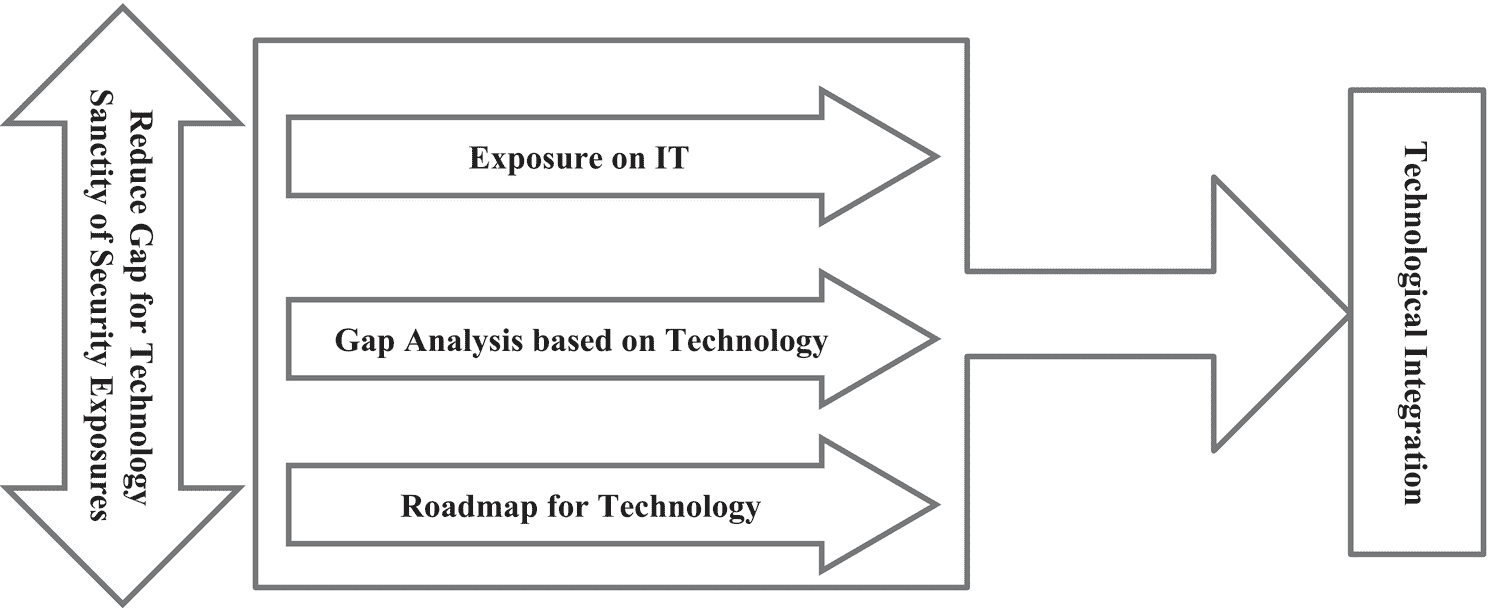 Reduce Gap for Technology
Sanctity of Security Exposures
Exposure on IT
Gap Analysis based on Technology
Roadmap for Technology
Technological Integration